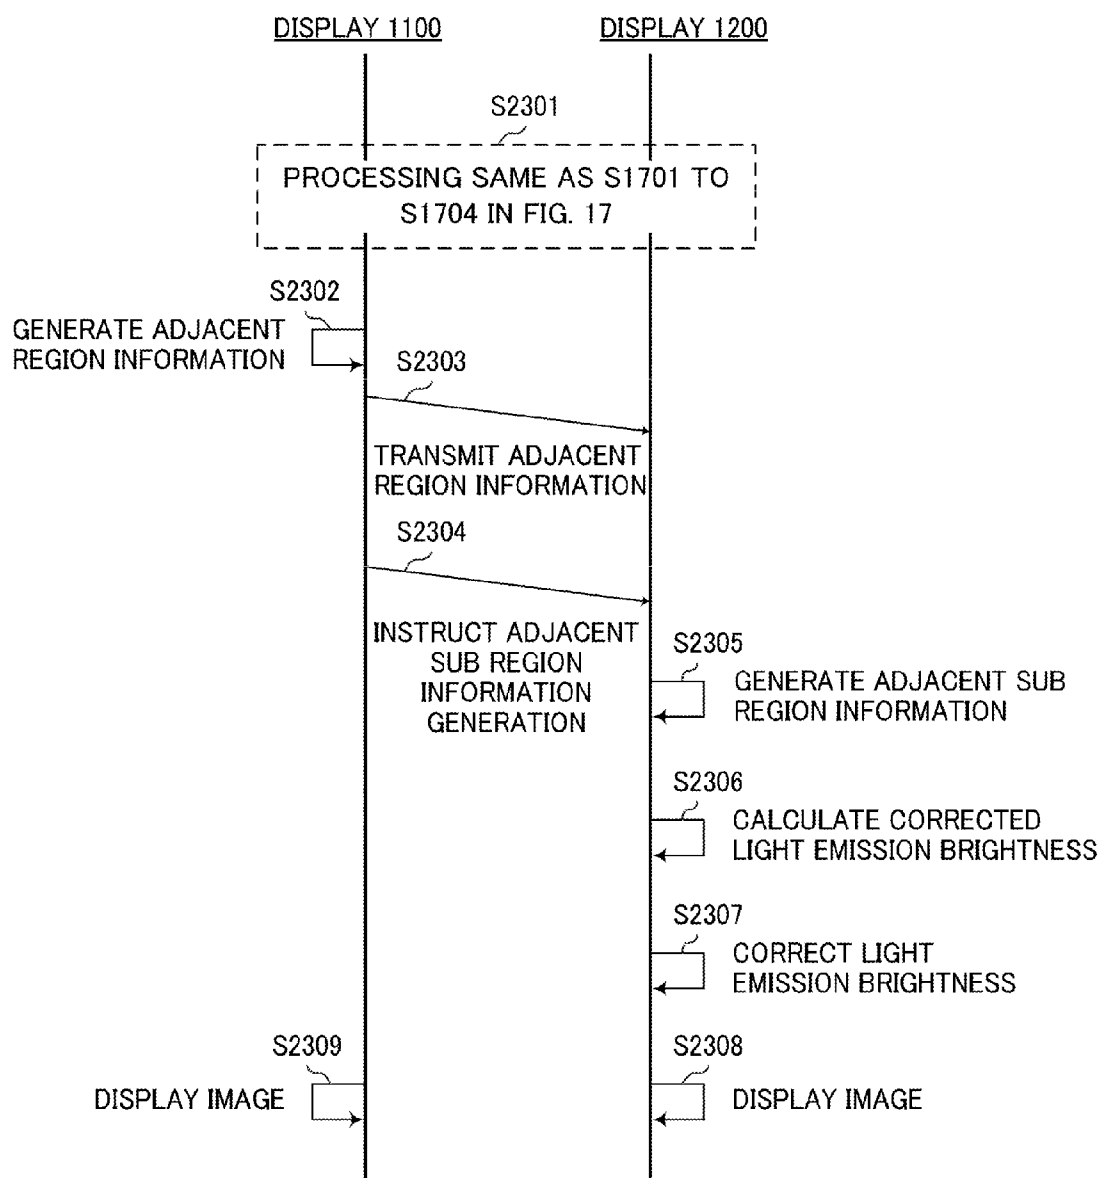 DISPLAY 1100
DISPLAY 1200
S2301
PROCESSING SAME AS S1701 TO
S1704 IN FIG. 17
S2302
GENERATE ADJACENT
REGION INFORMATION
S2303
TRANSMIT ADJACENT
REGION INFORMATION
S2304
INSTRUCT ADJACENT
SUB REGION
INFORMATION
GENERATION
S2305
GENERATE ADJACENT SUB
REGION INFORMATION
S2306
CALCULATE CORRECTED
LIGHT EMISSION BRIGHTNESS
S2307
CORRECT LIGHT
EMISSION BRIGHTNESS
S2309
DISPLAY IMAGE
S2308
DISPLAY IMAGE